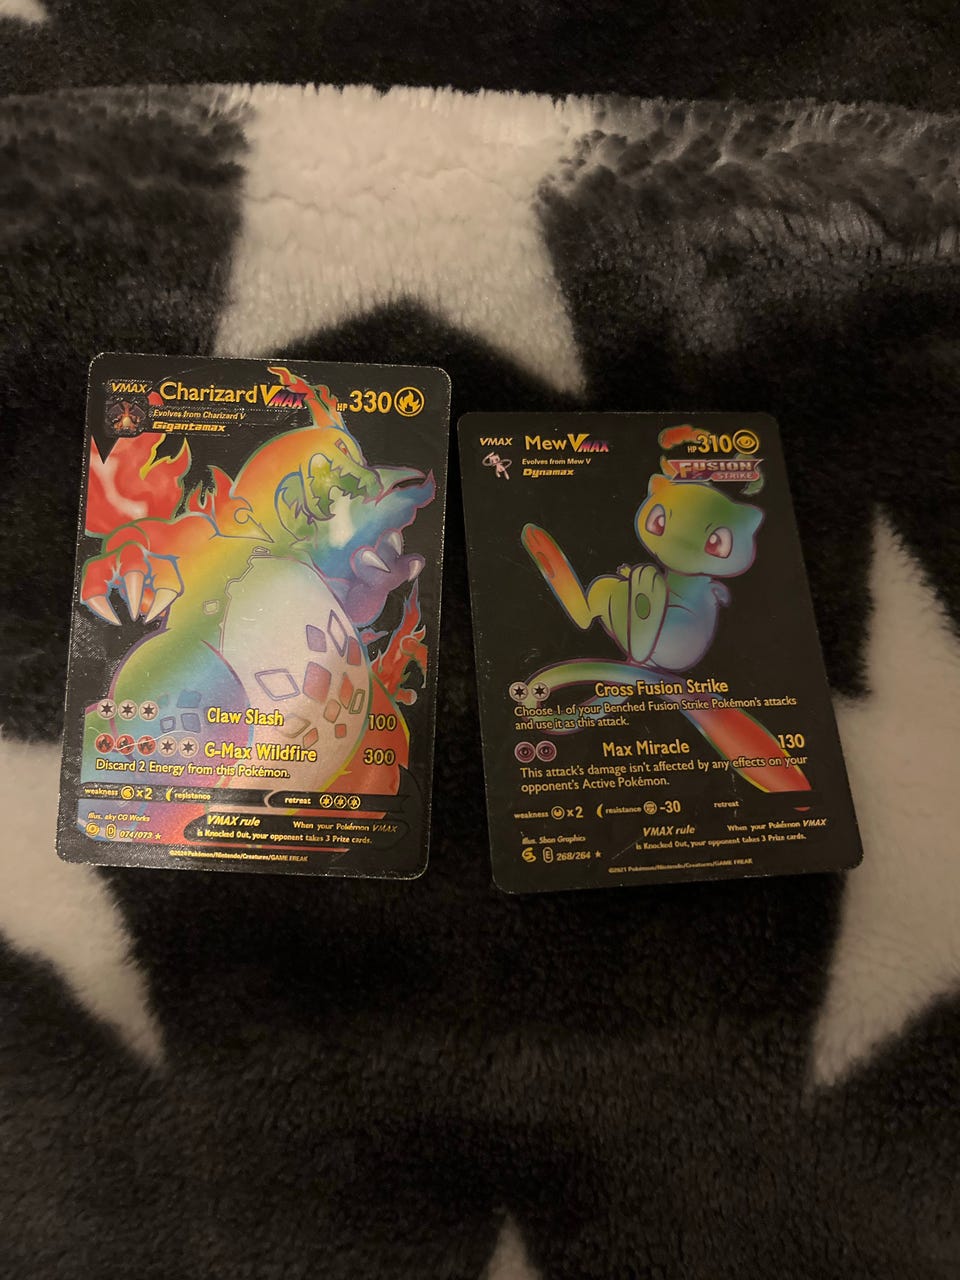 VMAX Charizard VMAX HP 330
Evolves from Charizard V
Gigantamax
Claw Slash 100
G-Max Wildfire 300
Discard 2 Energy from this Pokémon.
weakness x2 resistance retreat
Illus. aky CG Works
VMAX rule When your Pokémon VMAX
is Knocked Out, your opponent takes 3 Prize cards.
D 074/073 ★
©2020 Pokémon/Nintendo/Creatures/GAME FREAK
VMAX Mew VMAX HP 310
Evolves from Mew V
Dynamax
FUSION
STRIKE
Cross Fusion Strike
Choose 1 of your Benched Fusion Strike Pokémon's attacks
and use it as this attack.
Max Miracle 130
This attack's damage isn't affected by any effects on your
opponent's Active Pokémon.
weakness x2 resistance -30 retreat
Illus. 5ban Graphics
VMAX rule When your Pokémon VMAX
is Knocked Out, your opponent takes 3 Prize cards.
E 268/264 ★
©2021 Pokémon/Nintendo/Creatures/GAME FREAK